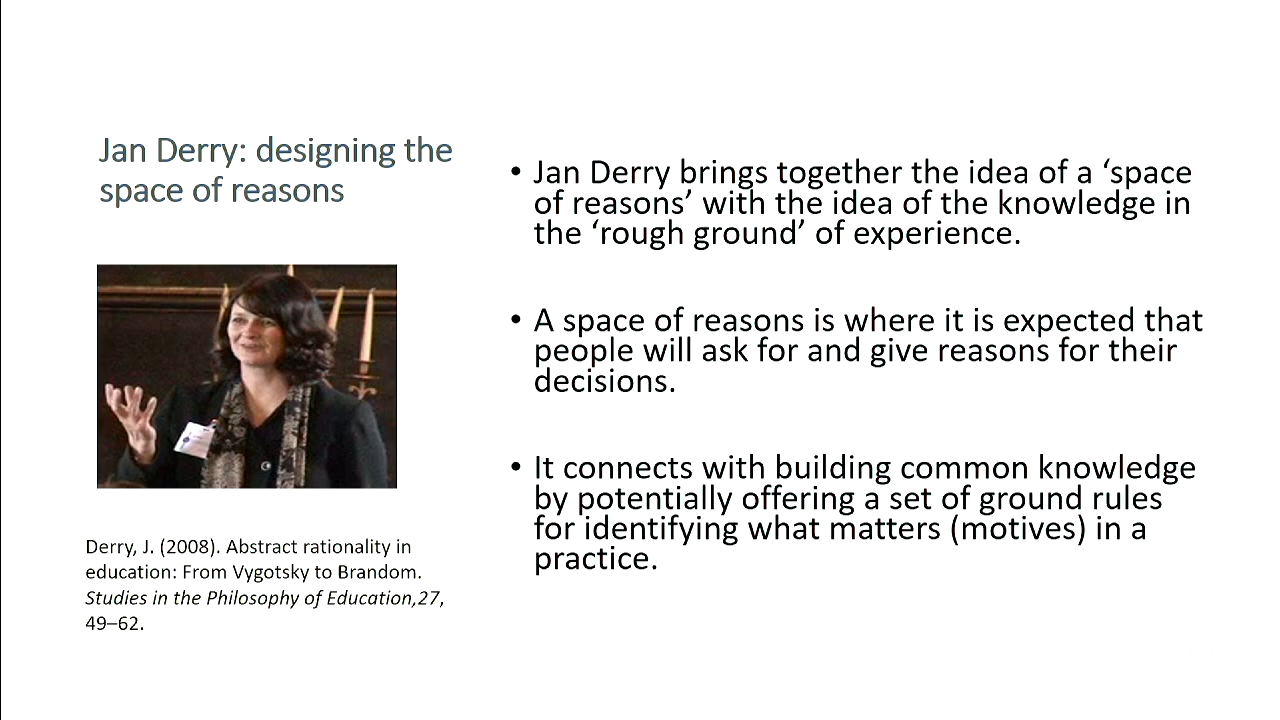 Jan Derry: designing the
space of reasons
• Jan Derry brings together the idea of a ‘space
of reasons’ with the idea of the knowledge in
the ‘rough ground’ of experience.
• A space of reasons is where it is expected that
people will ask for and give reasons for their
decisions.
• It connects with building common knowledge
by potentially offering a set of ground rules
for identifying what matters (motives) in a
practice.
Derry, J. (2008). Abstract rationality in
education: From Vygotsky to Brandom.
Studies in the Philosophy of Education,27,
49–62.